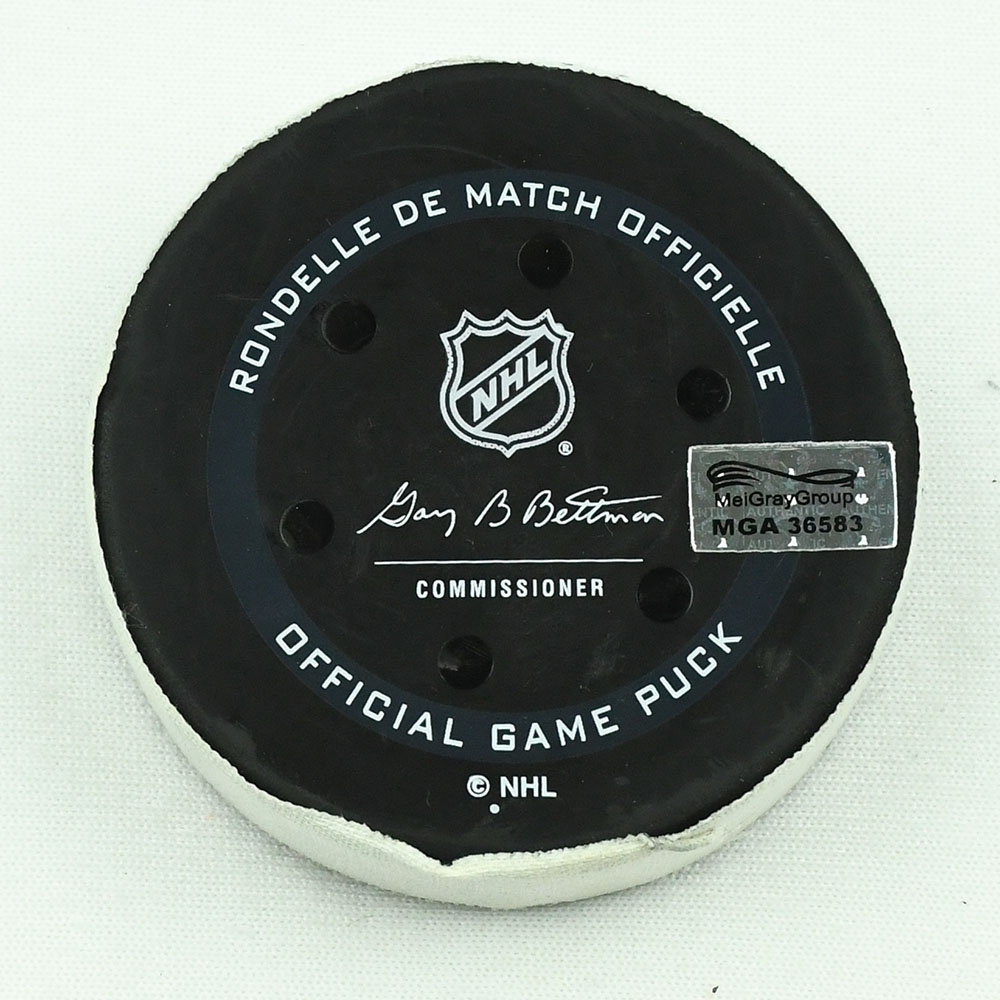 RONDELLE DE MATCH OFFICIELLE
NHL
®
Gary B Bettman
MeiGrayGroup
MGA 36583
COMMISSIONER
OFFICIAL GAME PUCK
© NHL